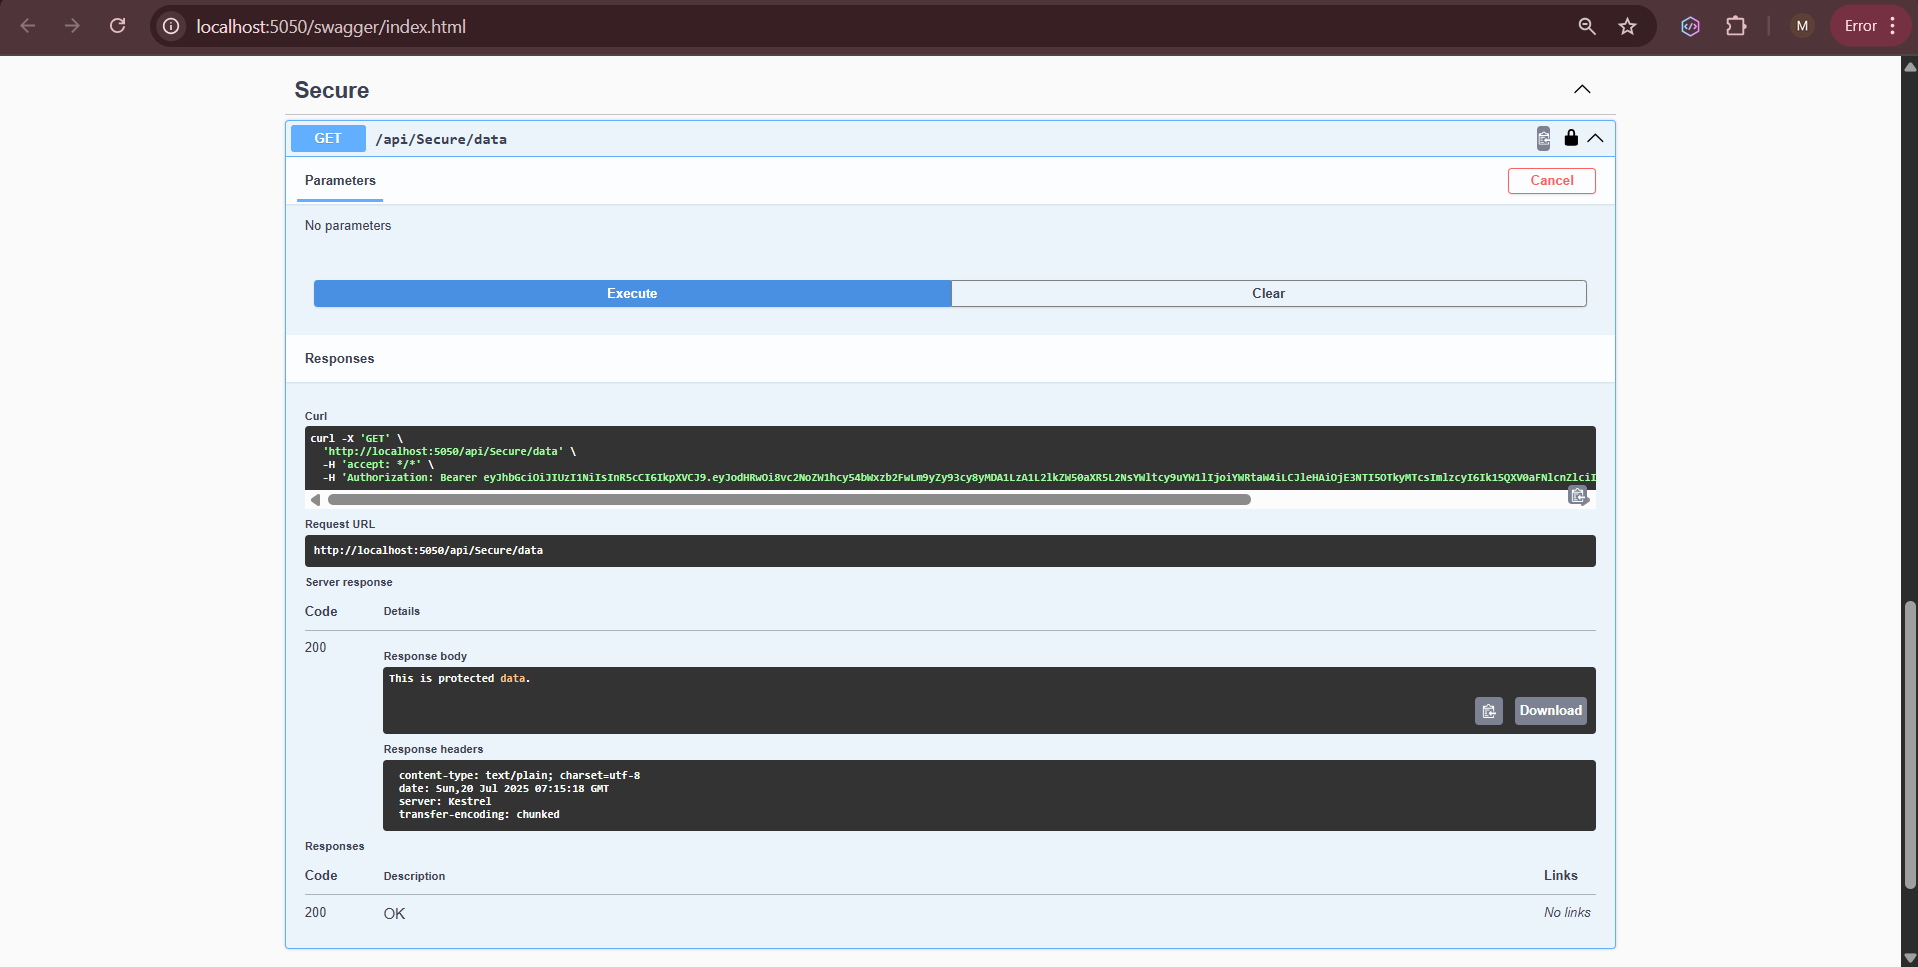 localhost:5050/swagger/index.html
M
Error
Secure
GET /api/Secure/data
Parameters
Cancel
No parameters
Execute
Clear
Responses
Curl
curl -X 'GET' \
'http://localhost:5050/api/Secure/data' \
-H 'accept: */*' \
-H 'Authorization: Bearer eyJhbGciOiJIUzI1NiIsInR5cCI6IkpXVCJ9.eyJodHRwOi8vc2NoZW1hcy54bWxzb2FwLm9yZy93cy8yMDA1LzA1L2lkZW50aXR5L2NsYWltcy9uYW1lIjoiYWRtaW4iLCJleHAiOjE3NTI5OTkyMTcsImlzcyI6Ik15QXV0aFNlcnZlciI
Request URL
http://localhost:5050/api/Secure/data
Server response
Code Details
200
Response body
This is protected data.
Download
Response headers
content-type: text/plain; charset=utf-8
date: Sun,20 Jul 2025 07:15:18 GMT
server: Kestrel
transfer-encoding: chunked
Responses
Code Description Links
200 OK No links